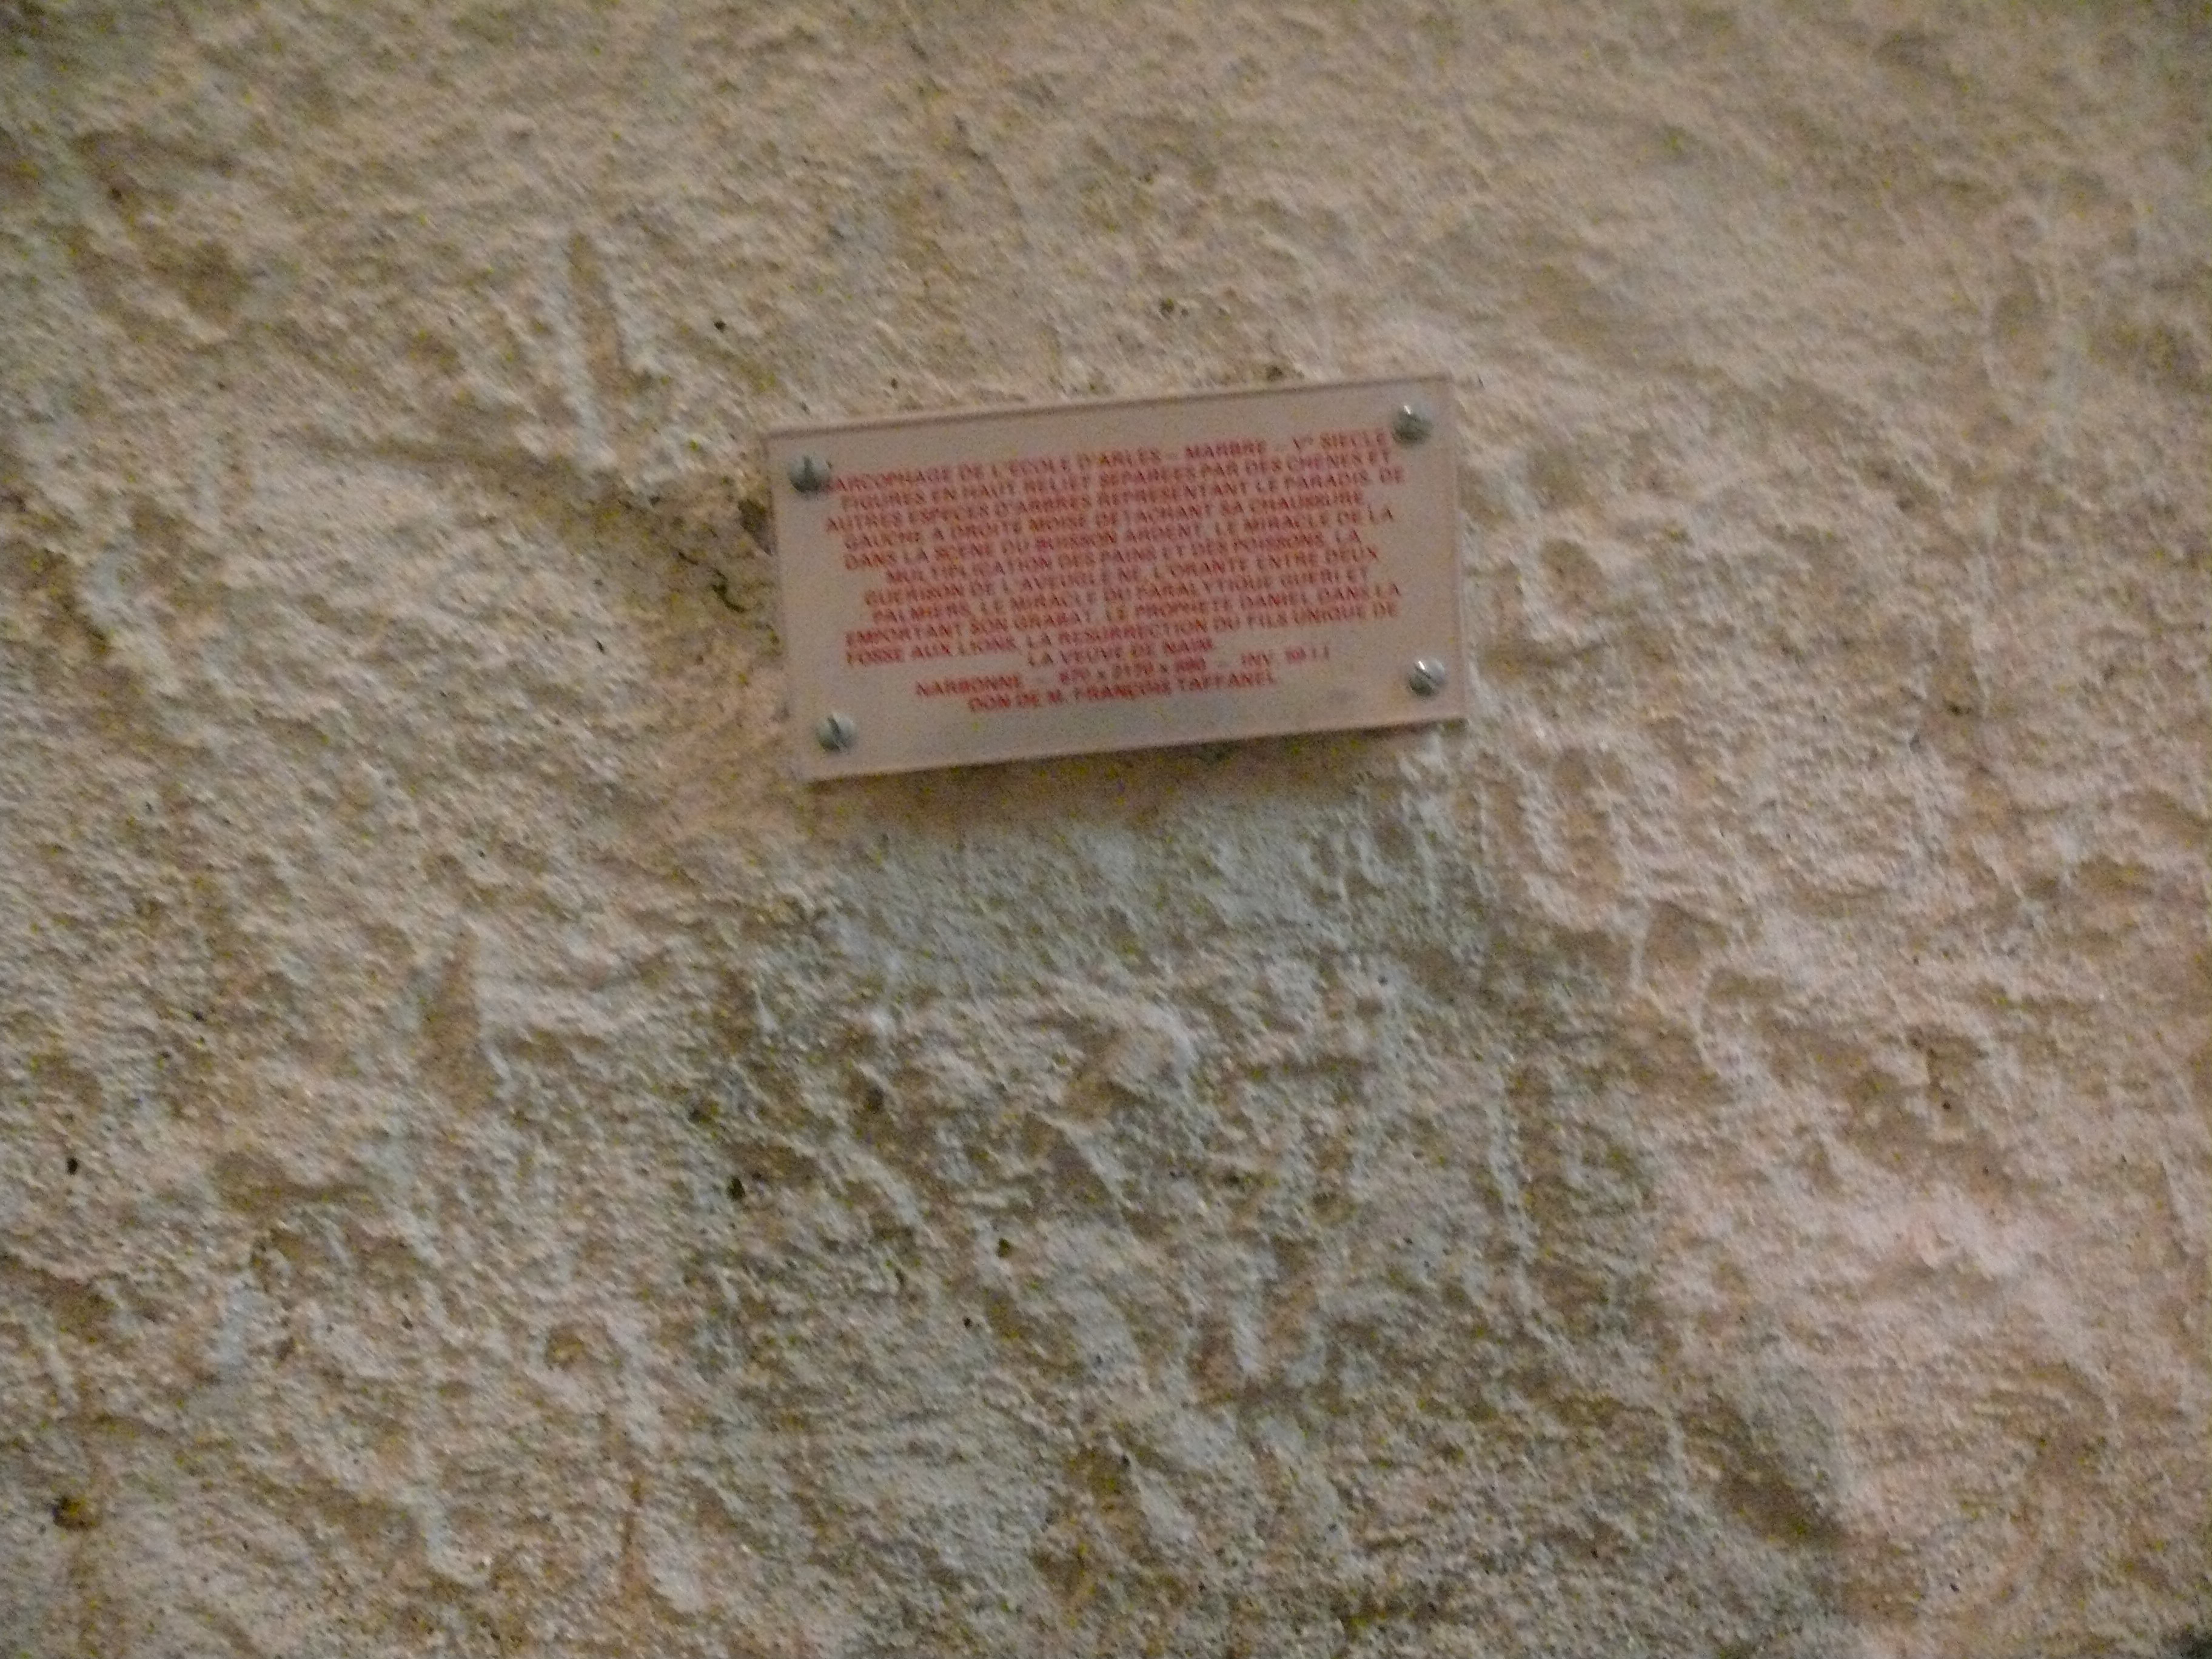 SARCOPHAGE DE L'ECOLE D'ARLES – MARBRE – Vᵉ SIECLE
FIGURES EN HAUT RELIEF SEPAREES PAR DES CHENES ET
AUTRES ESPECES D'ARBRES REPRESENTANT LE PARADIS. DE
GAUCHE A DROITE MOISE DETACHANT SA CHAUSSURE
DANS LA SCENE DU BUISSON ARDENT, LE MIRACLE DE LA
MULTIPLICATION DES PAINS ET DES POISSONS, LA
GUERISON DE L'AVEUGLE NE, L'ORANTE ENTRE DEUX
PALMIERS, LE MIRACLE DU PARALYTIQUE GUERI ET
EMPORTANT SON GRABAT, LE PROPHETE DANIEL DANS LA
FOSSE AUX LIONS, LA RESURRECTION DU FILS UNIQUE DE
LA VEUVE DE NAIM.
NARBONNE – x – INV.
DON DE M. FRANÇOIS TAFFANEL